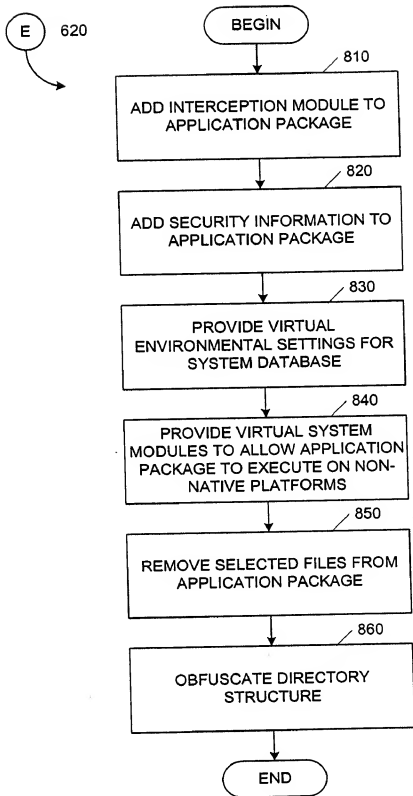 E 620
BEGIN
810
ADD INTERCEPTION MODULE TO
APPLICATION PACKAGE
820
ADD SECURITY INFORMATION TO
APPLICATION PACKAGE
830
PROVIDE VIRTUAL
ENVIRONMENTAL SETTINGS FOR
SYSTEM DATABASE
840
PROVIDE VIRTUAL SYSTEM
MODULES TO ALLOW APPLICATION
PACKAGE TO EXECUTE ON NON-
NATIVE PLATFORMS
850
REMOVE SELECTED FILES FROM
APPLICATION PACKAGE
860
OBFUSCATE DIRECTORY
STRUCTURE
END